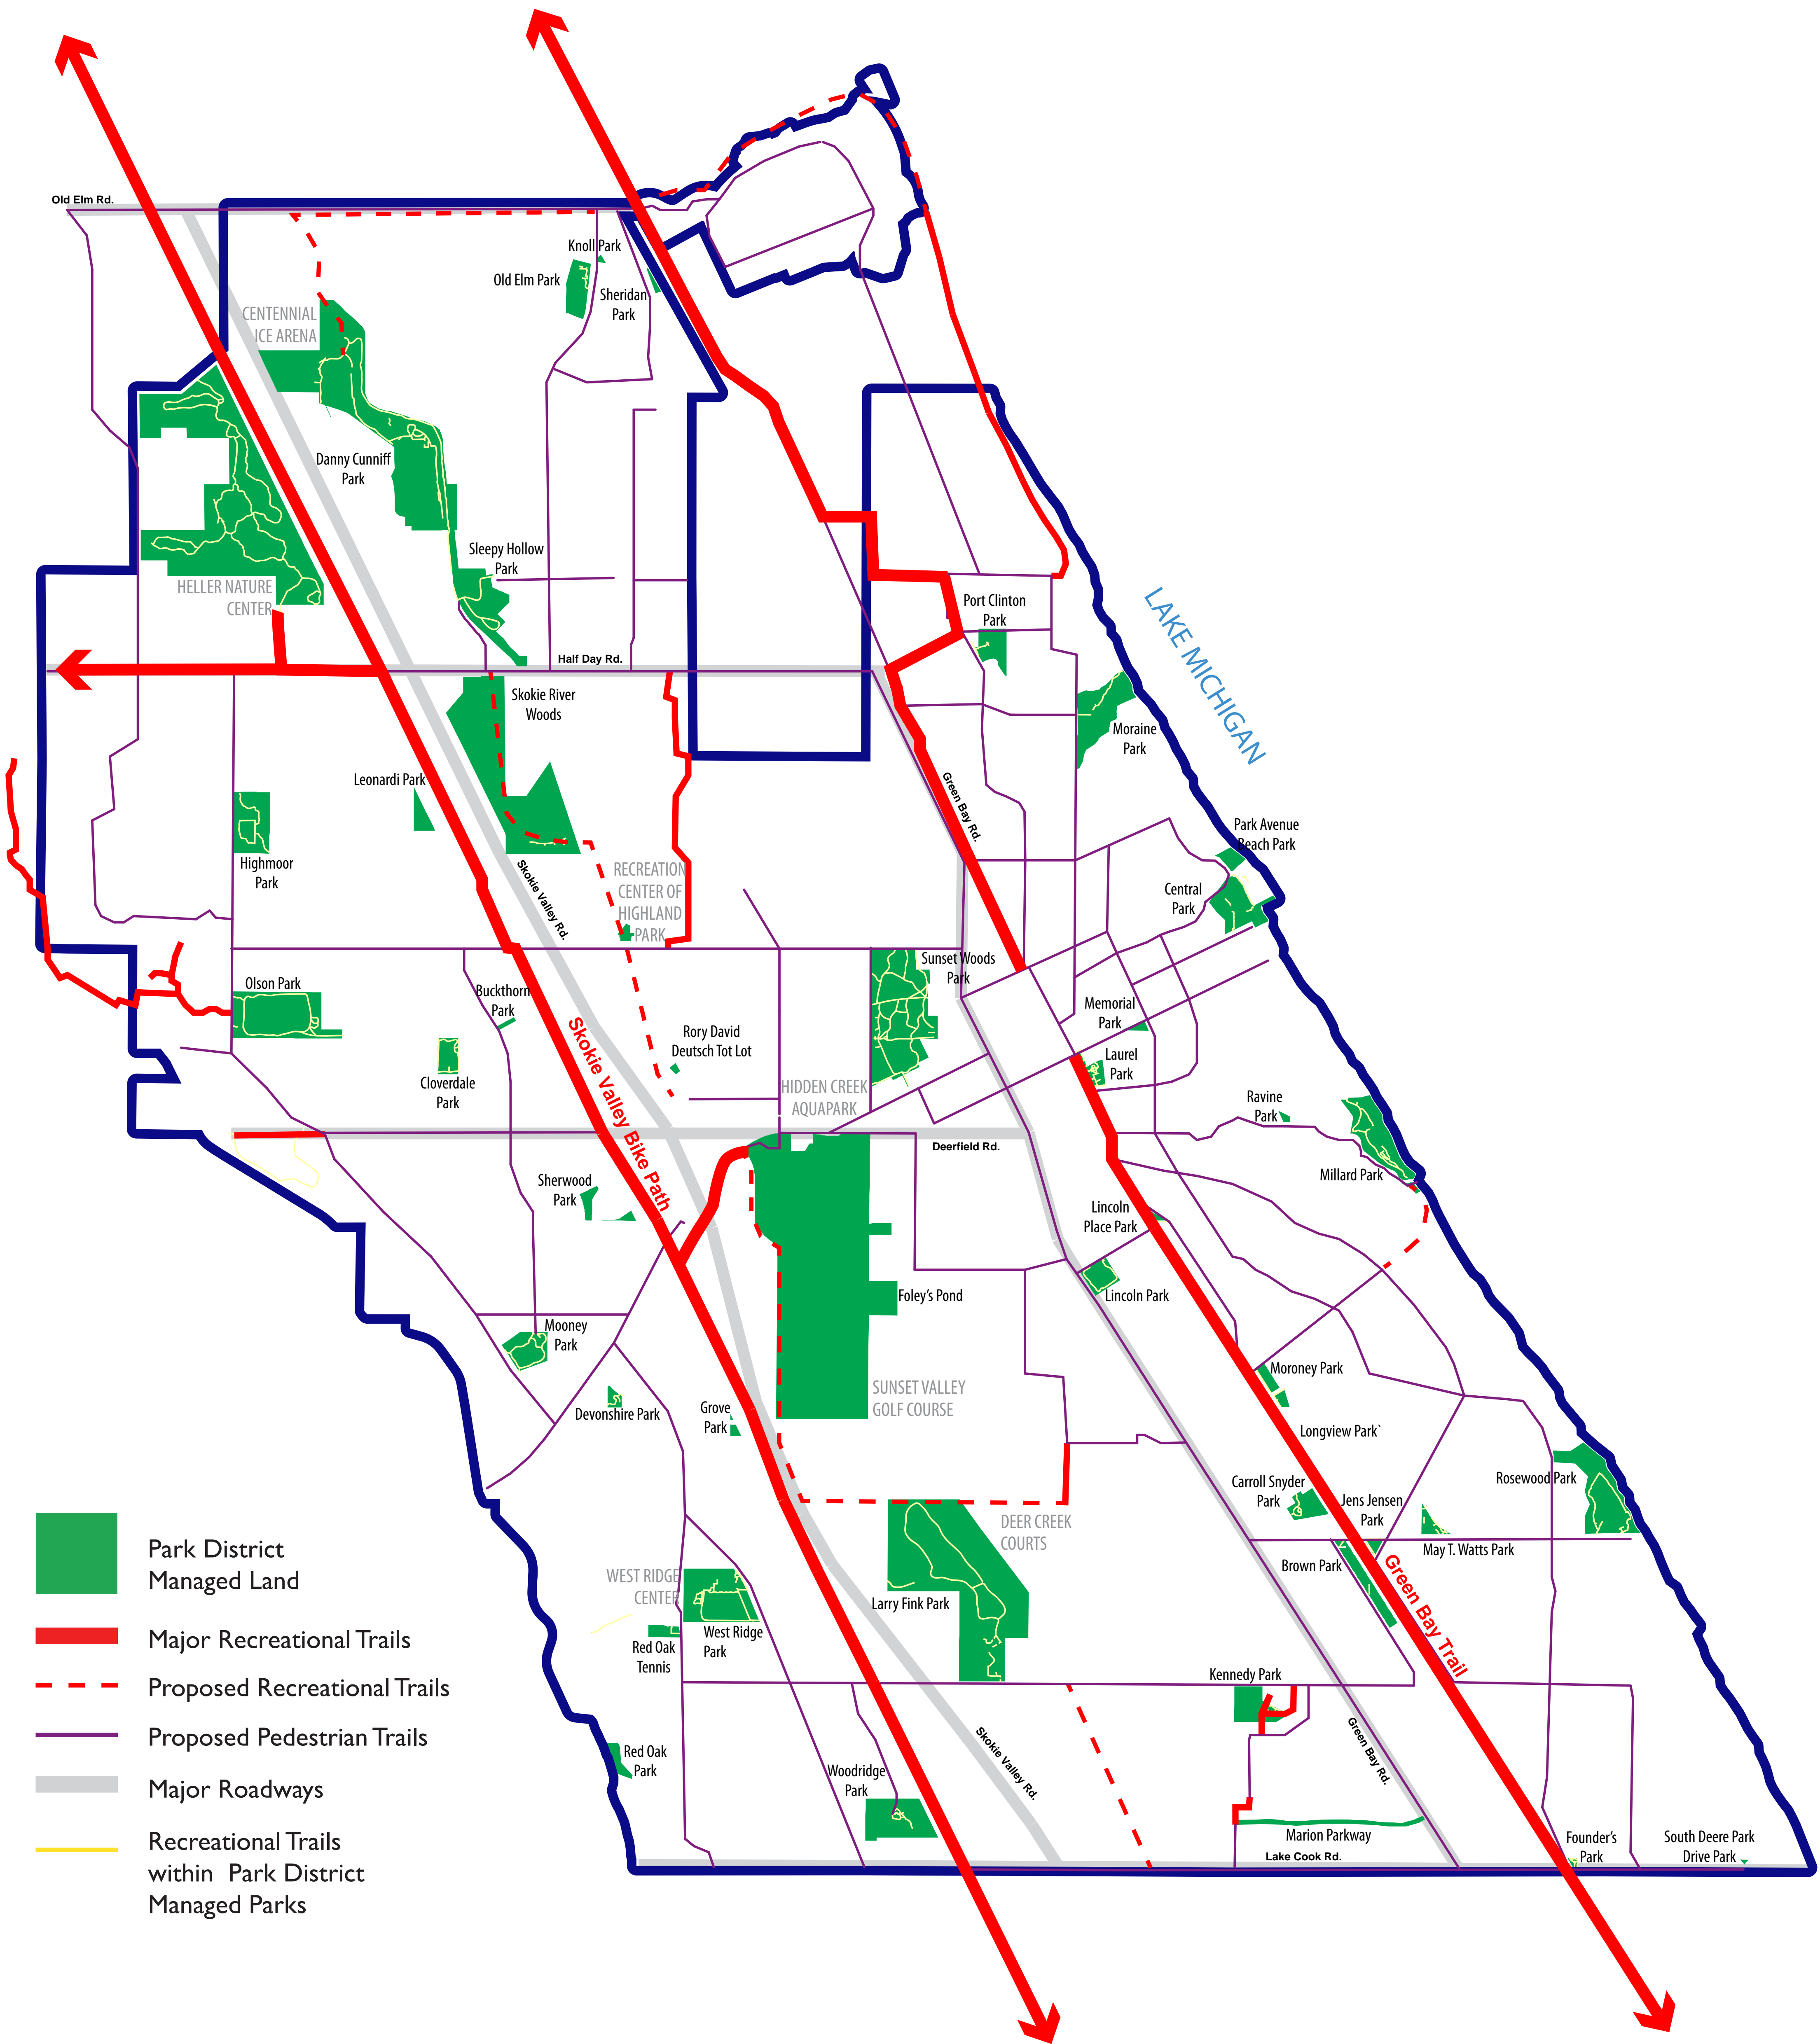 Old Elm Rd.
Knoll Park
Old Elm Park
Sheridan
Park
CENTENNIAL
ICE ARENA
Danny Cunniff
Park
Sleepy Hollow
Park
HELLER NATURE
CENTER
Port Clinton
Park
LAKE MICHIGAN
Half Day Rd.
Skokie River
Woods
Moraine
Park
Leonardi Park
Green Bay Rd.
Park Avenue
Beach Park
Highmoor
Park
Skokie Valley Rd.
RECREATION
CENTER OF
HIGHLAND
PARK
Central
Park
Sunset Woods
Park
Olson Park
Buckthorn
Park
Memorial
Park
Skokie Valley Bike Path
Rory David
Deutsch Tot Lot
Laurel
Park
Cloverdale
Park
HIDDEN CREEK
AQUAPARK
Ravine
Park
Deerfield Rd.
Millard Park
Sherwood
Park
Lincoln
Place Park
Foley's Pond
Lincoln Park
Mooney
Park
Moroney Park
SUNSET VALLEY
GOLF COURSE
Devonshire Park
Grove
Park
Longview Park`
Rosewood Park
Carroll Snyder
Park
Jens Jensen
Park
DEER CREEK
COURTS
May T. Watts Park
Brown Park
Green Bay Trail
WEST RIDGE
CENTER
Larry Fink Park
West Ridge
Park
Red Oak
Tennis
Kennedy Park
Green Bay Rd.
Skokie Valley Rd.
Red Oak
Park
Woodridge
Park
Marion Parkway
Lake Cook Rd.
Founder's
Park
South Deere Park
Drive Park
Park District
Managed Land
Major Recreational Trails
Proposed Recreational Trails
Proposed Pedestrian Trails
Major Roadways
Recreational Trails
within Park District
Managed Parks